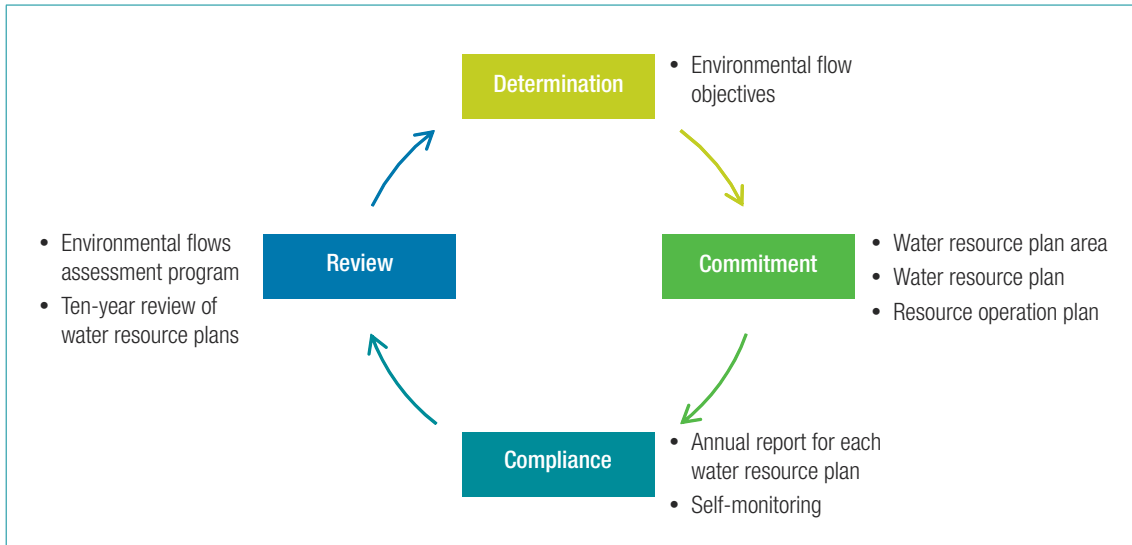 Determination
• Environmental flow
objectives
Commitment
• Water resource plan area
• Water resource plan
• Resource operation plan
Compliance
• Annual report for each
water resource plan
• Self-monitoring
Review
• Environmental flows
assessment program
• Ten-year review of
water resource plans